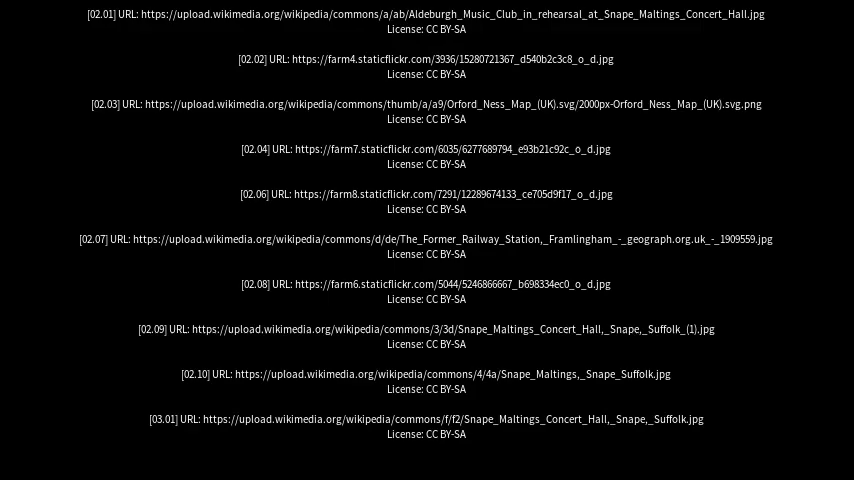 [02.01] URL: https://upload.wikimedia.org/wikipedia/commons/a/ab/Aldeburgh_Music_Club_in_rehearsal_at_Snape_Maltings_Concert_Hall.jpg
License: CC BY-SA
[02.02] URL: https://farm4.staticflickr.com/3936/15280721367_d540b2c3c8_o_d.jpg
License: CC BY-SA
[02.03] URL: https://upload.wikimedia.org/wikipedia/commons/thumb/a/a9/Orford_Ness_Map_(UK).svg/2000px-Orford_Ness_Map_(UK).svg.png
License: CC BY-SA
[02.04] URL: https://farm7.staticflickr.com/6035/6277689794_e93b21c92c_o_d.jpg
License: CC BY-SA
[02.06] URL: https://farm8.staticflickr.com/7291/12289674133_ce705d9f17_o_d.jpg
License: CC BY-SA
[02.07] URL: https://upload.wikimedia.org/wikipedia/commons/d/de/The_Former_Railway_Station,_Framlingham_-_geograph.org.uk_-_1909559.jpg
License: CC BY-SA
[02.08] URL: https://farm6.staticflickr.com/5044/5246866667_b698334ec0_o_d.jpg
License: CC BY-SA
[02.09] URL: https://upload.wikimedia.org/wikipedia/commons/3/3d/Snape_Maltings_Concert_Hall,_Snape,_Suffolk_(1).jpg
License: CC BY-SA
[02.10] URL: https://upload.wikimedia.org/wikipedia/commons/4/4a/Snape_Maltings,_Snape_Suffolk.jpg
License: CC BY-SA
[03.01] URL: https://upload.wikimedia.org/wikipedia/commons/f/f2/Snape_Maltings_Concert_Hall,_Snape,_Suffolk.jpg
License: CC BY-SA